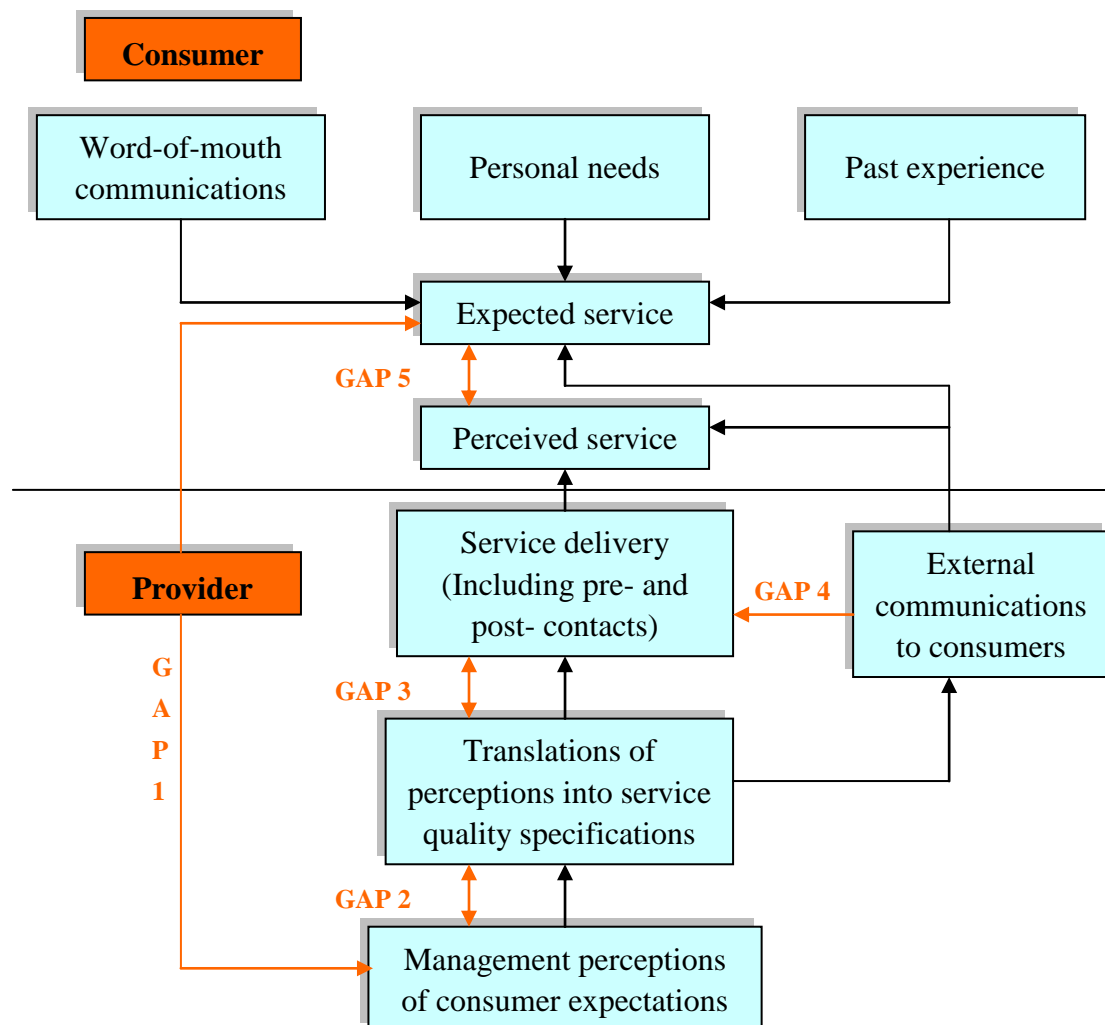 Consumer
Word-of-mouth
communications
Personal needs
Past experience
Expected service
GAP 5
Perceived service
Service delivery
(Including pre- and
post- contacts)
Provider
GAP 4
External
communications
to consumers
G
A
P
1
GAP 3
Translations of
perceptions into service
quality specifications
GAP 2
Management perceptions
of consumer expectations